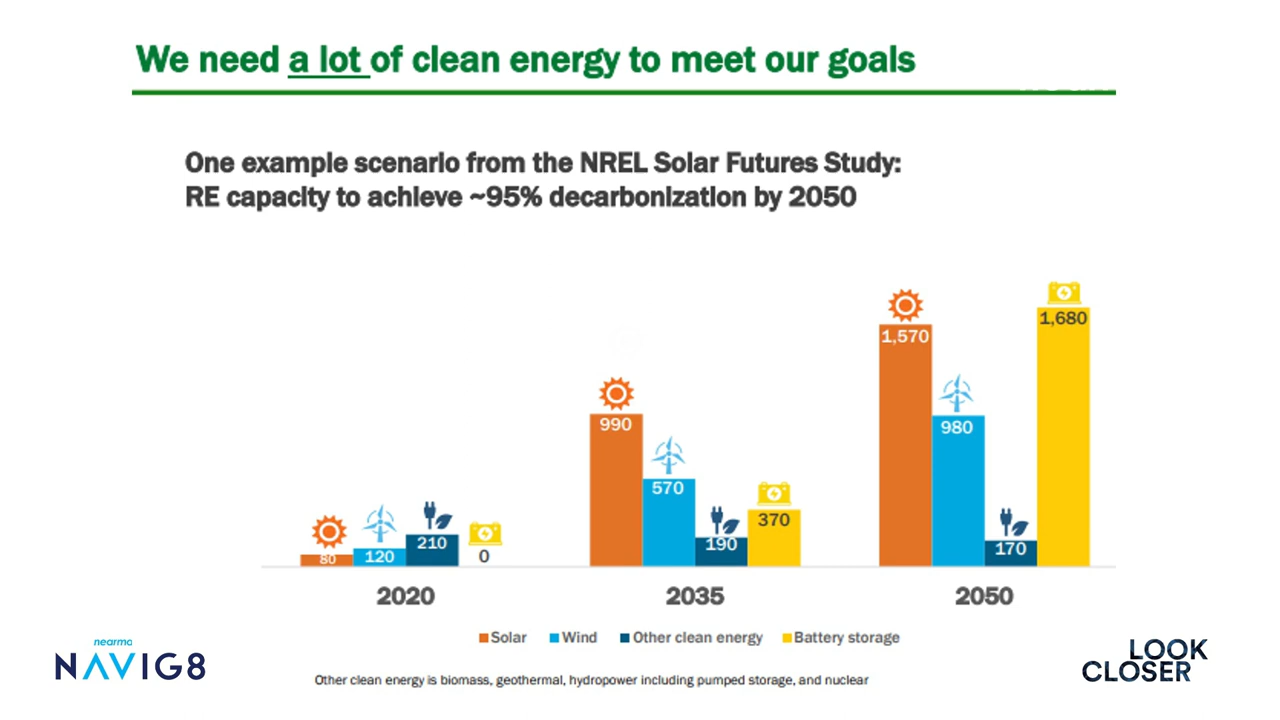 We need a lot of clean energy to meet our goals
One example scenario from the NREL Solar Futures Study:
RE capacity to achieve ~95% decarbonization by 2050
80
120
210
0
990
570
190
370
1,570
980
170
1,680
2020
2035
2050
Solar
Wind
Other clean energy
Battery storage
nearmap
NAVIG8
LOOK
CLOSER
Other clean energy is biomass, geothermal, hydropower including pumped storage, and nuclear